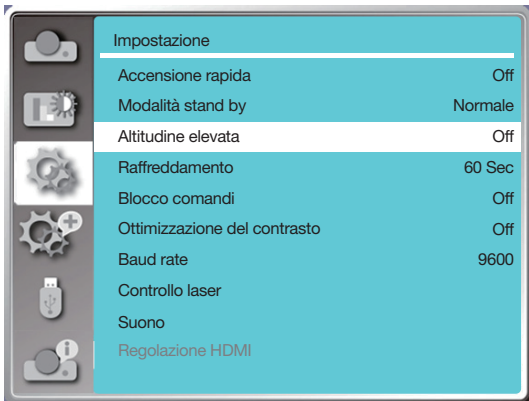 Impostazione
Accensione rapida Off
Modalità stand by Normale
Altitudine elevata Off
Raffreddamento 60 Sec
Blocco comandi Off
Ottimizzazione del contrasto Off
Baud rate 9600
Controllo laser
Suono
Regolazione HDMI